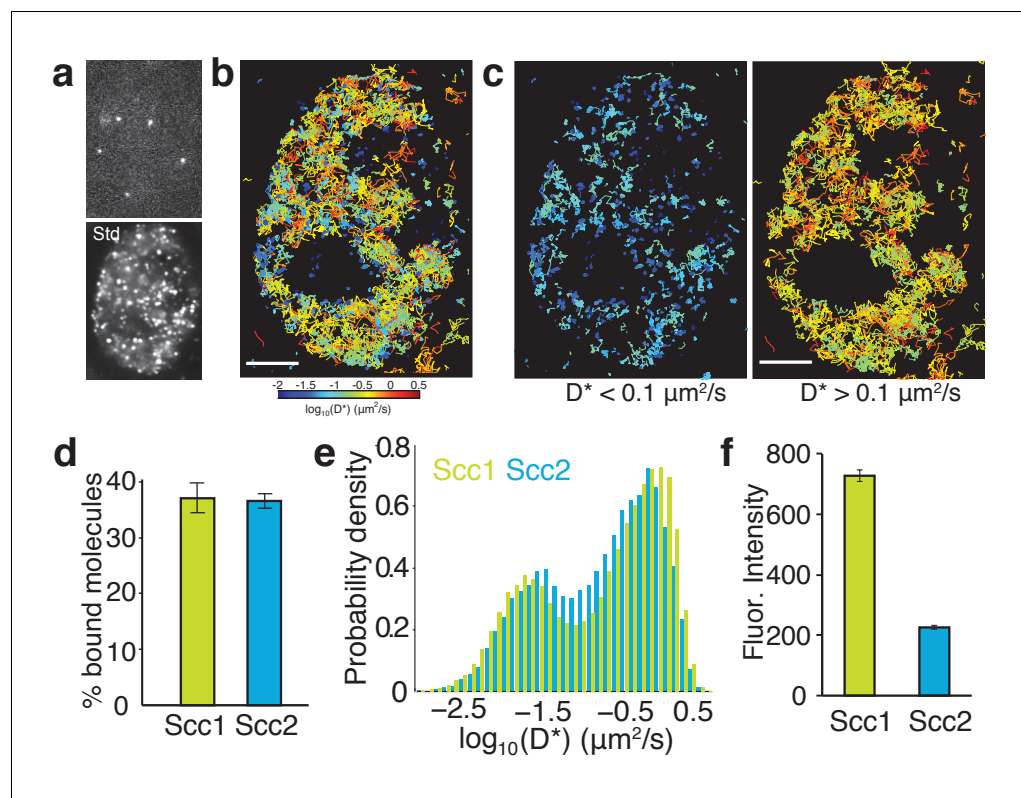 a
b
c
Std
-2 -1.5 -1 -0.5 0 0.5
log10(D*) (µm²/s)
D* < 0.1 µm²/s
D* > 0.1 µm²/s
d
% bound molecules
40
30
20
10
0
Scc1 Scc2
e
Scc1 Scc2
Probability density
0.8
0.6
0.4
0.2
0
−2.5 −1.5 −0.5 0.5
log10(D*) (µm²/s)
f
Fluor. Intensity
800
600
400
200
0
Scc1 Scc2